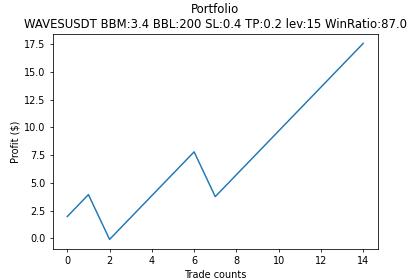 Portfolio
WAVESUSDT BBM:3.4 BBL:200 SL:0.4 TP:0.2 lev:15 WinRatio:87.0
17.5
15.0
12.5
10.0
7.5
5.0
2.5
0.0
Profit ($)
0 2 4 6 8 10 12 14
Trade counts